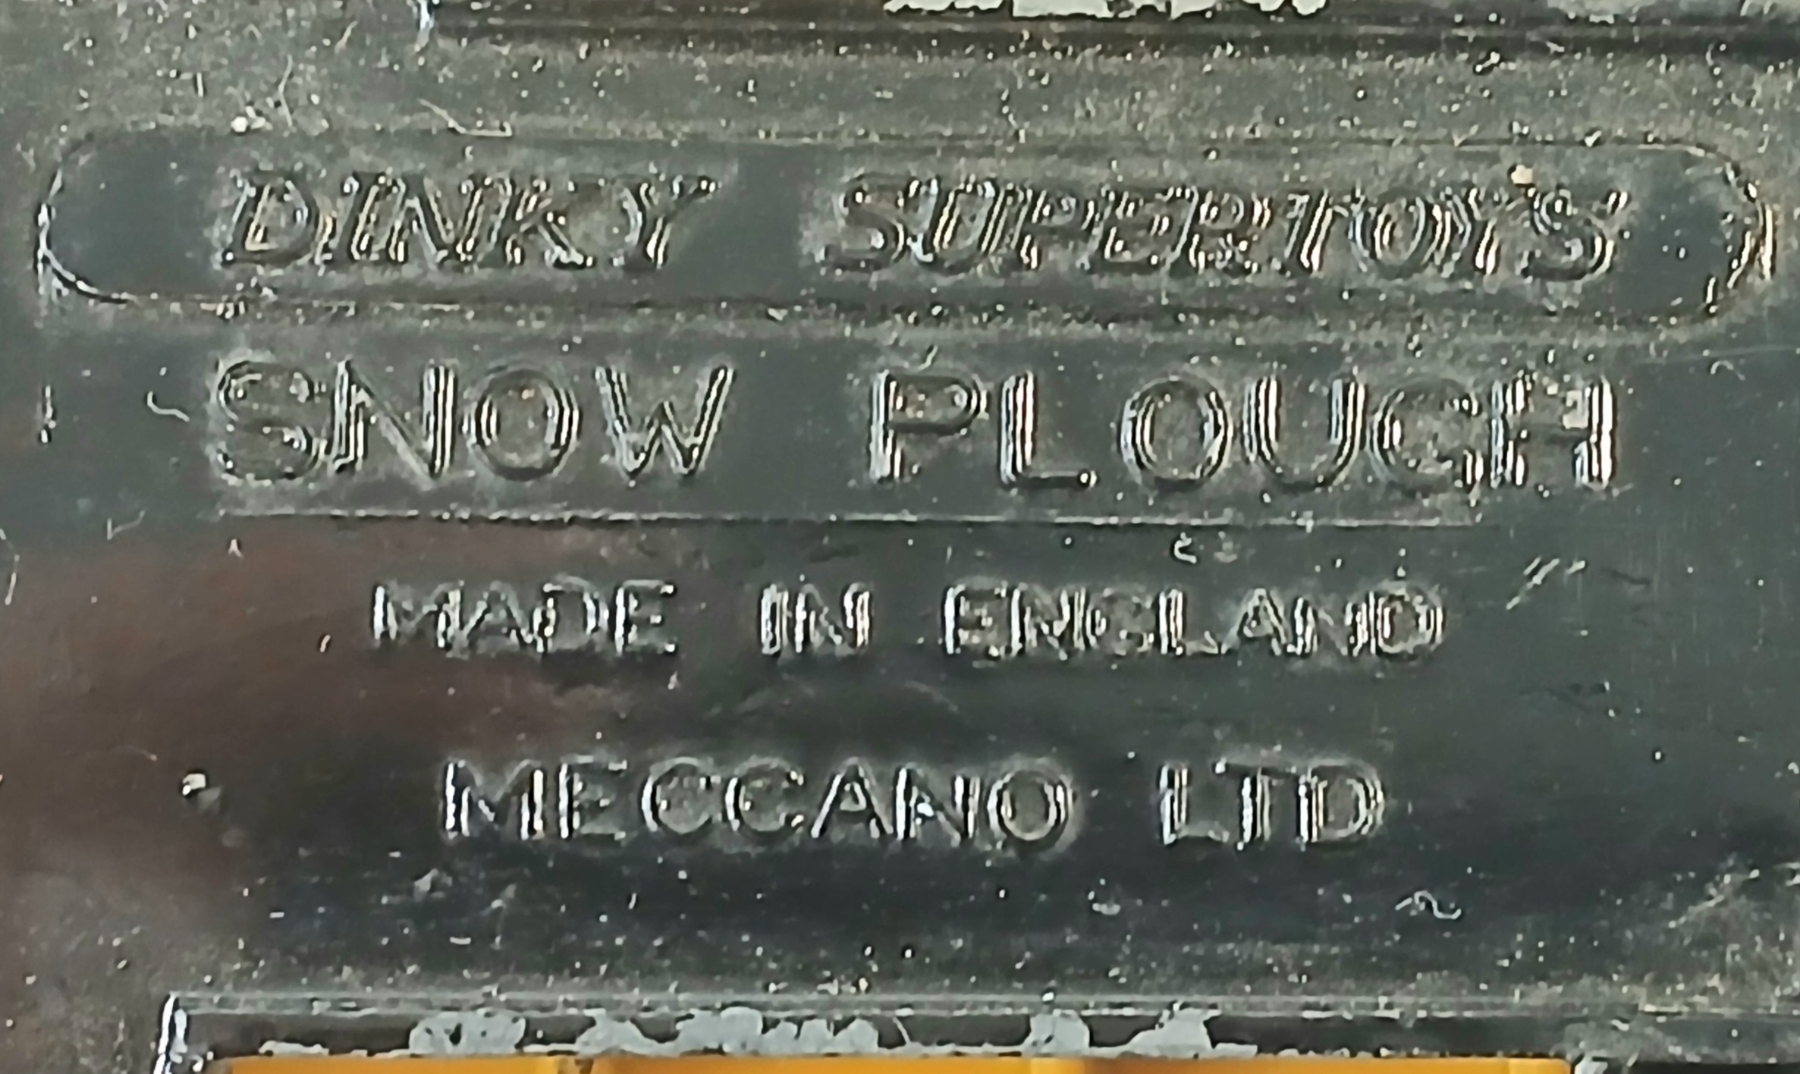 DINKY SUPERTOYS
SNOW PLOUGH
MADE IN ENGLAND
MECCANO LTD